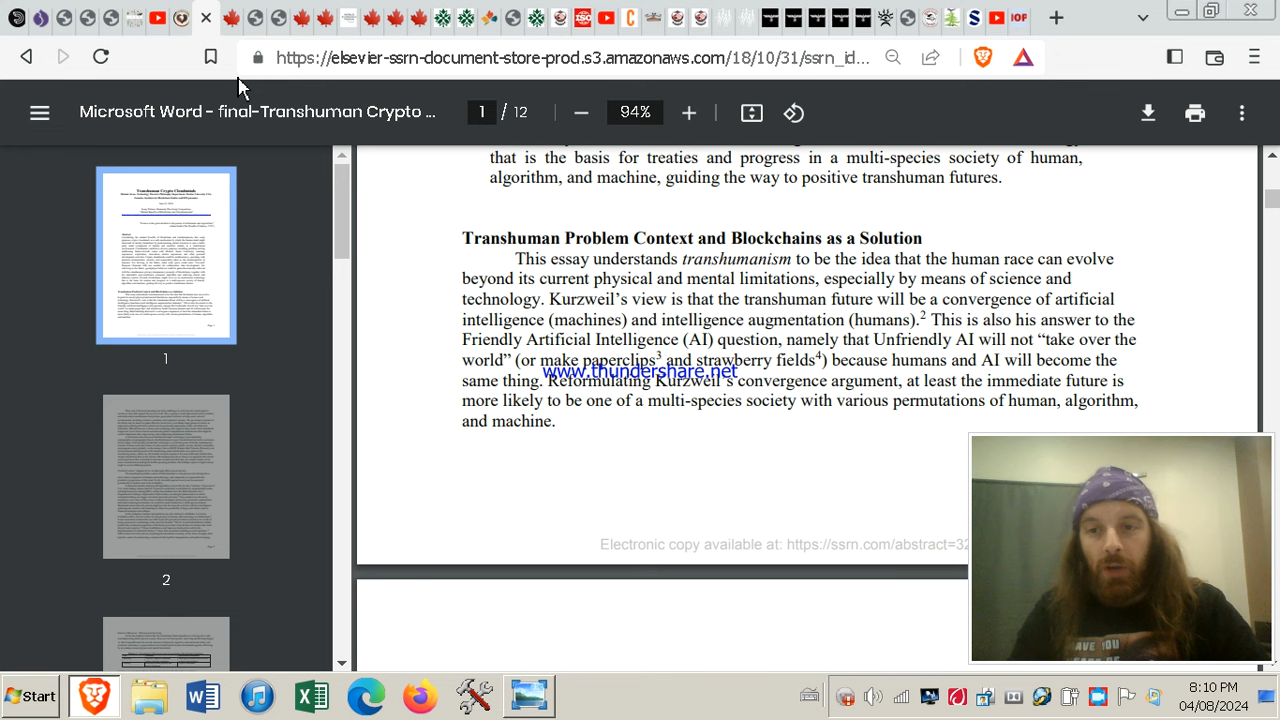 IOF
https://elsevier-ssrn-document-store-prod.s3.amazonaws.com/18/10/31/ssrn_id...
Microsoft Word - final-Transhuman Crypto ...
1 / 12
94%
that is the basis for treaties and progress in a multi-species society of human,
algorithm, and machine, guiding the way to positive transhuman futures.
Transhuman Problem Context and Blockchains as a Solution
This essay understands transhumanism to be the idea that the human race can evolve
beyond its current physical and mental limitations, especially by means of science and
technology. Kurzweil's view is that the transhuman future will be a convergence of artificial
intelligence (machines) and intelligence augmentation (humans).2 This is also his answer to the
Friendly Artificial Intelligence (AI) question, namely that Unfriendly AI will not "take over the
world" (or make paperclips3 and strawberry fields4) because humans and AI will become the
www.thundershare.net
same thing. Reformulating Kurzweil's convergence argument, at least the immediate future is
more likely to be one of a multi-species society with various permutations of human, algorithm,
and machine.
Electronic copy available at: https://ssrn.com/abstract=32
1
2
HAVE YOU
Start
8:10 PM
04/08/2024